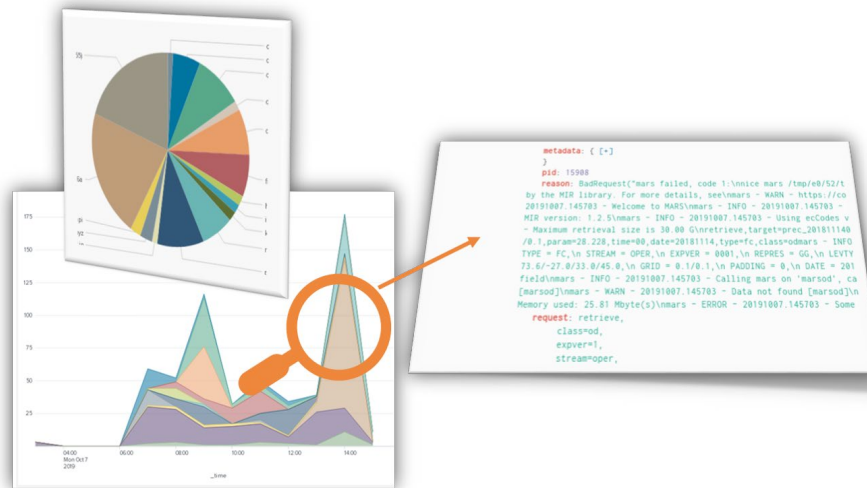 175
150
125
100
75
50
25
04:00
Mon Oct 7
2019
06:00
08:00
10:00
12:00
14:00
_time
metadata: { [+]
}
pid: 15908
reason: BadRequest("mars failed, code 1:\nnice mars /tmp/e0/52/t
by the MIR library. For more details, see\nmars - WARN - https://co
20191007.145703 - Welcome to MARS\nmars - INFO - 20191007.145703 -
MIR version: 1.2.5\nmars - INFO - 20191007.145703 - Using ecCodes v
- Maximum retrieval size is 30.00 G\nretrieve,target=prec_201811140
/0.1,param=28.228,time=00,date=20181114,type=fc,class=odmars - INFO
TYPE = FC,\n STREAM = OPER,\n EXPVER = 0001,\n REPRES = GG,\n LEVTY
73.6/-27.0/33.0/45.0,\n GRID = 0.1/0.1,\n PADDING = 0,\n DATE = 201
field\nmars - INFO - 20191007.145703 - Calling mars on 'marsod', ca
[marsod]\nmars - WARN - 20191007.145703 - Data not found [marsod]\n
Memory used: 25.81 Mbyte(s)\nmars - ERROR - 20191007.145703 - Some
request: retrieve,
class=od,
expver=1,
stream=oper,